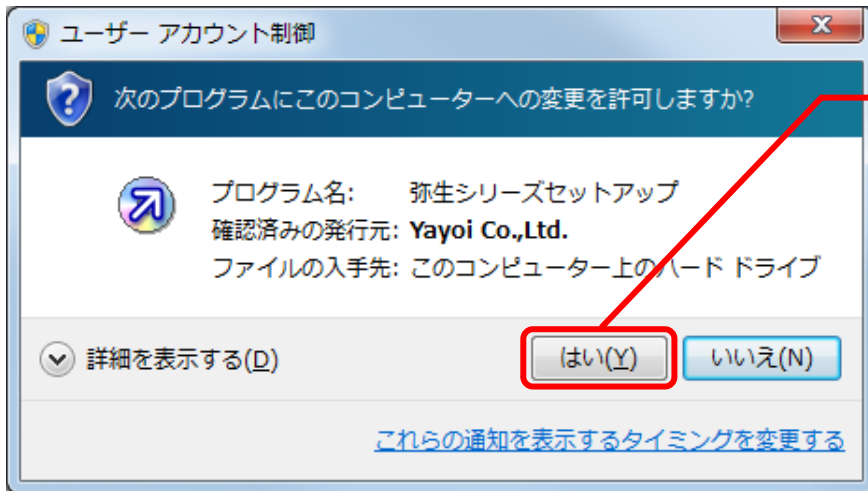 ユーザー アカウント制御
次のプログラムにこのコンピューターへの変更を許可しますか?
プログラム名: 弥生シリーズセットアップ
確認済みの発行元: Yayoi Co.,Ltd.
ファイルの入手先: このコンピューター上のハード ドライブ
詳細を表示する(D) はい(Y) いいえ(N)
これらの通知を表示するタイミングを変更する